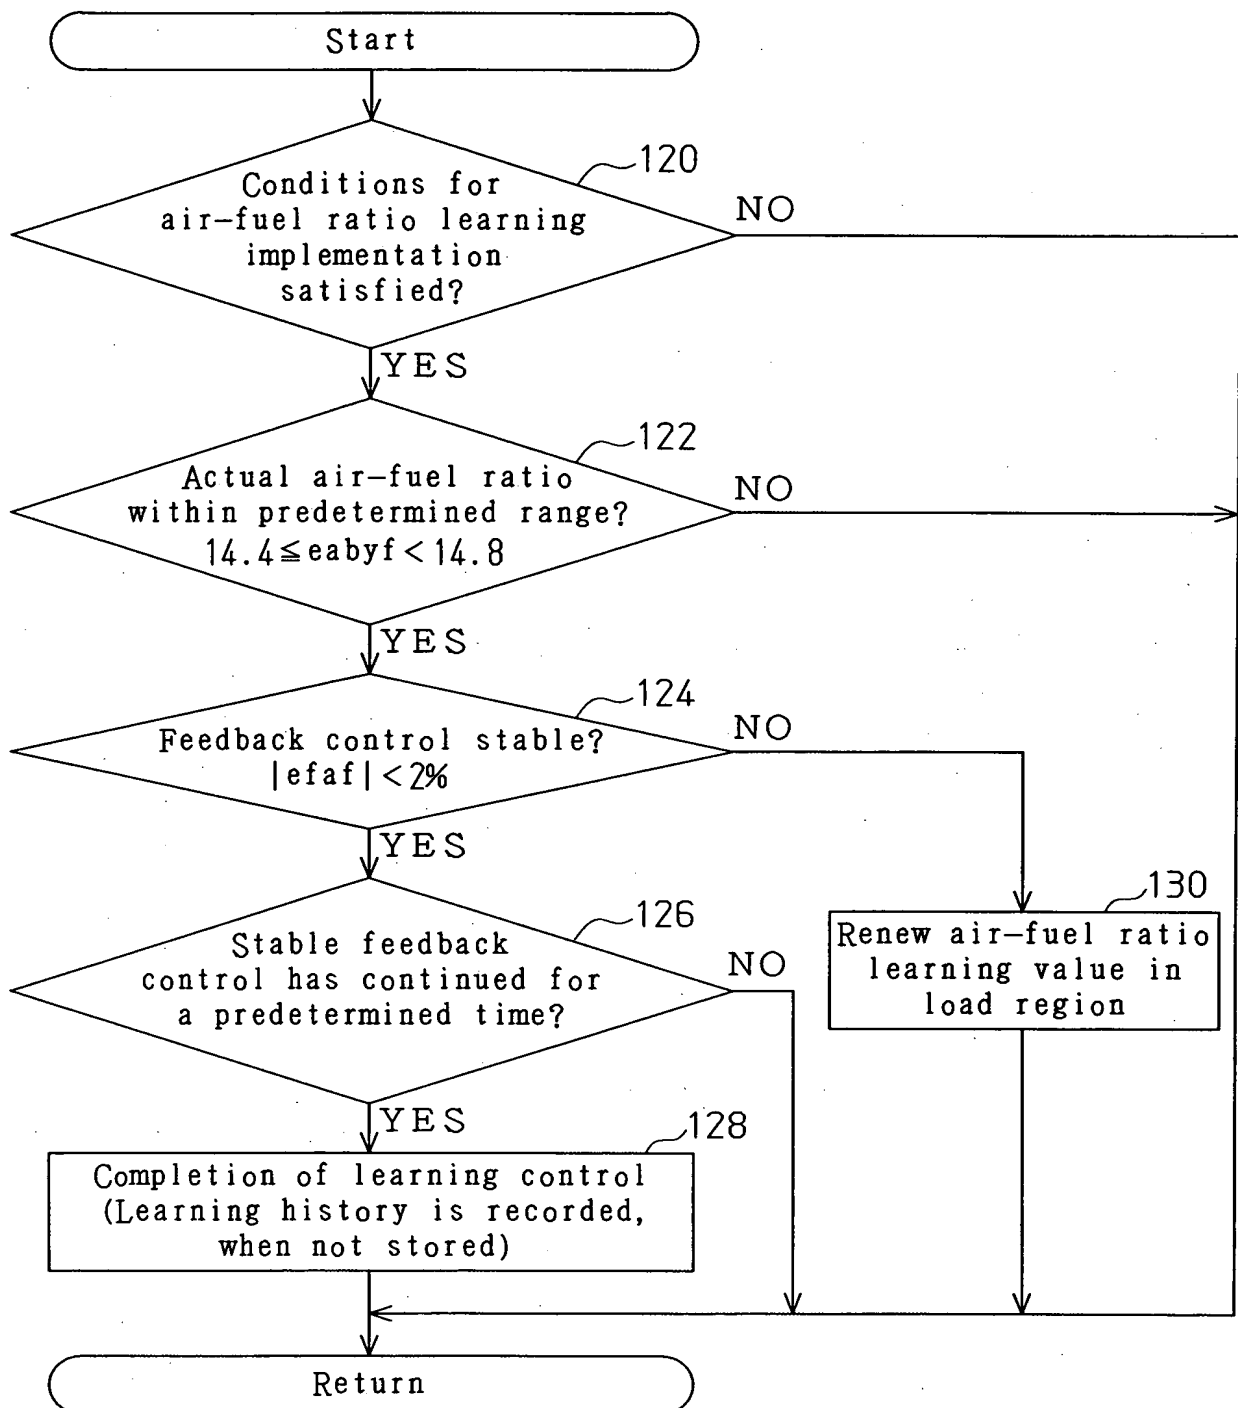 Start
120
Conditions for
air-fuel ratio learning
implementation
satisfied?
NO
YES
122
Actual air-fuel ratio
within predetermined range?
14.4≦eabyf<14.8
NO
YES
124
Feedback control stable?
|efaf|<2%
NO
YES
126
Stable feedback
control has continued for
a predetermined time?
NO
130
Renew air-fuel ratio
learning value in
load region
YES
128
Completion of learning control
(Learning history is recorded,
when not stored)
Return